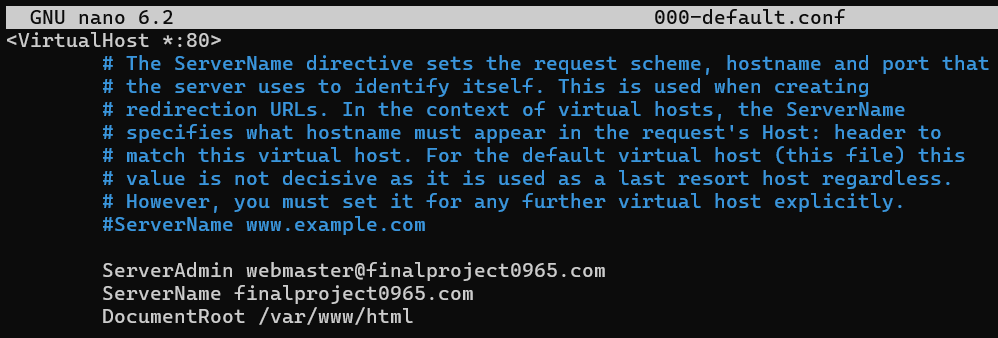 GNU nano 6.2 000-default.conf
<VirtualHost *:80>
# The ServerName directive sets the request scheme, hostname and port that
# the server uses to identify itself. This is used when creating
# redirection URLs. In the context of virtual hosts, the ServerName
# specifies what hostname must appear in the request's Host: header to
# match this virtual host. For the default virtual host (this file) this
# value is not decisive as it is used as a last resort host regardless.
# However, you must set it for any further virtual host explicitly.
#ServerName www.example.com
ServerAdmin webmaster@finalproject0965.com
ServerName finalproject0965.com
DocumentRoot /var/www/html